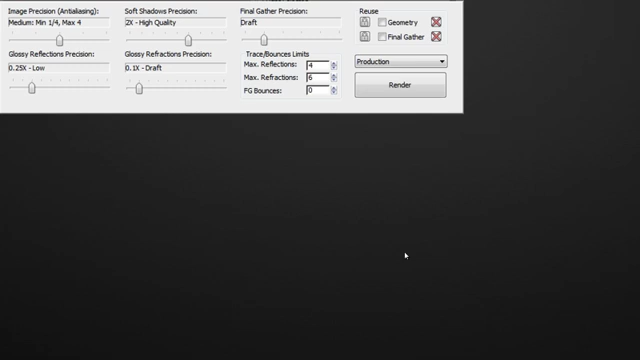 Image Precision (Antialiasing):
Medium: Min 1/4, Max 4
Soft Shadows Precision:
2X - High Quality
Final Gather Precision:
Draft
Reuse
Geometry
Final Gather
Glossy Reflections Precision:
0.25X - Low
Glossy Refractions Precision:
0.1X - Draft
Trace/Bounces Limits
Max. Reflections: 4
Max. Refractions: 6
FG Bounces: 0
Production
Render